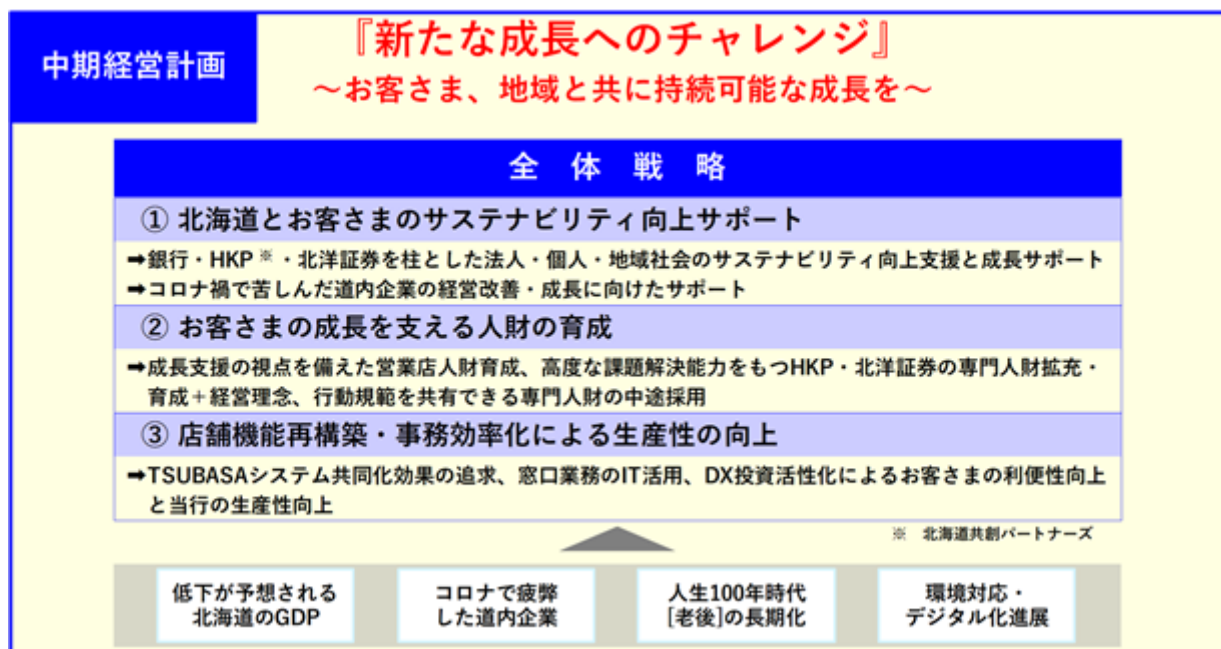 中期経営計画
『新たな成長へのチャレンジ』
～お客さま、地域と共に持続可能な成長を～
全体戦略
① 北海道とお客さまのサステナビリティ向上サポート
➡銀行・HKP※・北洋証券を柱とした法人・個人・地域社会のサステナビリティ向上支援と成長サポート
➡コロナ禍で苦しんだ道内企業の経営改善・成長に向けたサポート
② お客さまの成長を支える人財の育成
➡成長支援の視点を備えた営業店人財育成、高度な課題解決能力をもつHKP・北洋証券の専門人財拡充・
育成＋経営理念、行動規範を共有できる専門人財の中途採用
③ 店舗機能再構築・事務効率化による生産性の向上
➡TSUBASAシステム共同化効果の追求、窓口業務のIT活用、DX投資活性化によるお客さまの利便性向上
と当行の生産性向上
※ 北海道共創パートナーズ
低下が予想される
北海道のGDP
コロナで疲弊
した道内企業
人生100年時代
[老後]の長期化
環境対応・
デジタル化進展